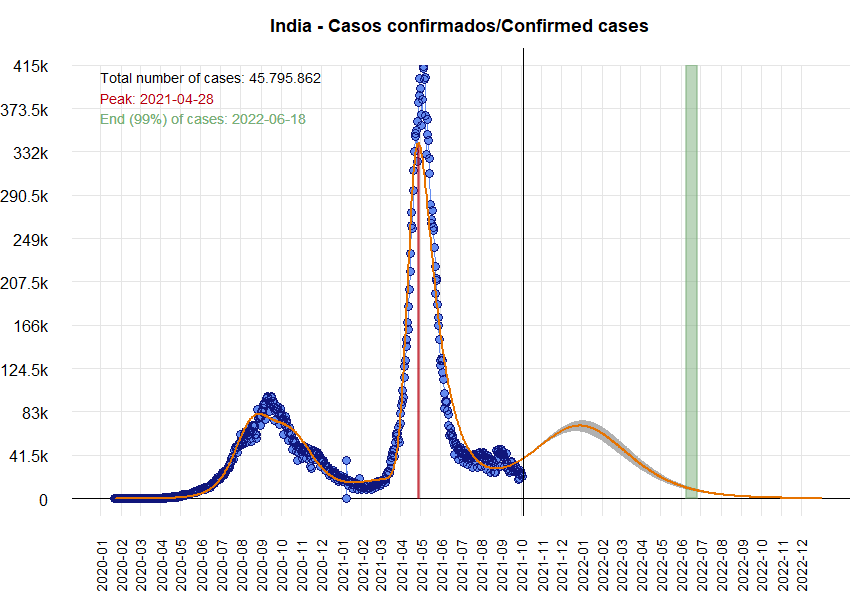 India - Casos confirmados/Confirmed cases
415k
373.5k
332k
290.5k
249k
207.5k
166k
124.5k
83k
41.5k
0
Total number of cases: 45.795.862
Peak: 2021-04-28
End (99%) of cases: 2022-06-18
2020-01
2020-02
2020-03
2020-04
2020-05
2020-06
2020-07
2020-08
2020-09
2020-10
2020-11
2020-12
2021-01
2021-02
2021-03
2021-04
2021-05
2021-06
2021-07
2021-08
2021-09
2021-10
2021-11
2021-12
2022-01
2022-02
2022-03
2022-04
2022-05
2022-06
2022-07
2022-08
2022-09
2022-10
2022-11
2022-12